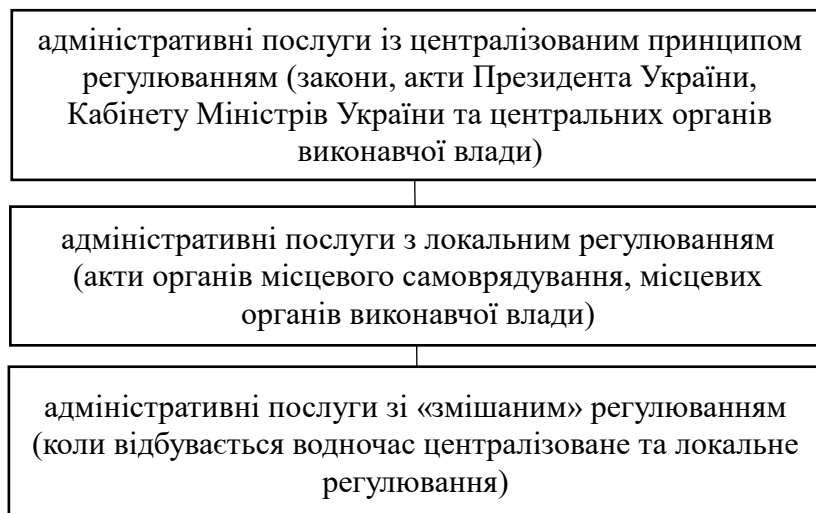 адміністративні послуги із централізованим принципом
регулюванням (закони, акти Президента України,
Кабінету Міністрів України та центральних органів
виконавчої влади)
адміністративні послуги з локальним регулюванням
(акти органів місцевого самоврядування, місцевих
органів виконавчої влади)
адміністративні послуги зі «змішаним» регулюванням
(коли відбувається водночас централізоване та локальне
регулювання)